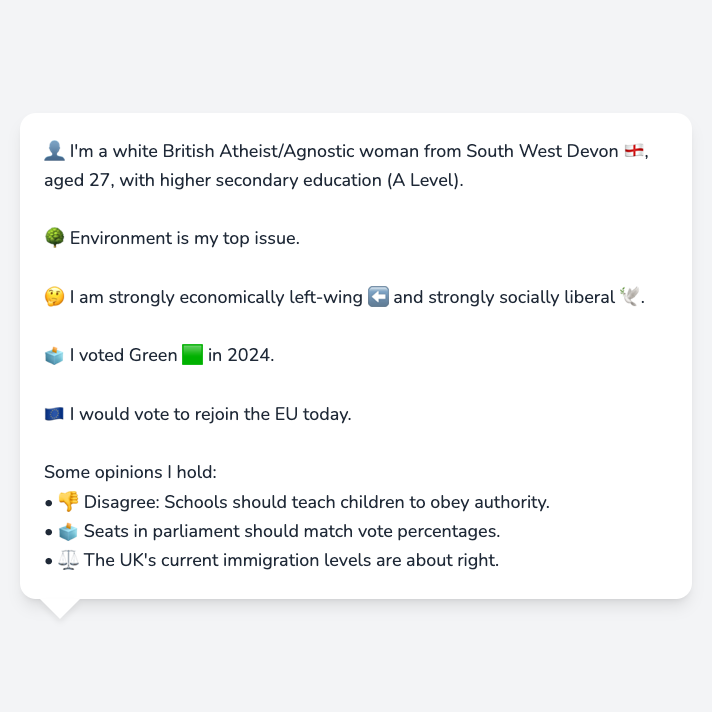 👤 I'm a white British Atheist/Agnostic woman from South West Devon 🏴󠁧󠁢󠁥󠁮󠁧󠁿,
aged 27, with higher secondary education (A Level).
🌳 Environment is my top issue.
🤔 I am strongly economically left-wing ⬅️ and strongly socially liberal 🕊️.
🗳️ I voted Green 🟩 in 2024.
🇪🇺 I would vote to rejoin the EU today.
Some opinions I hold:
• 👎 Disagree: Schools should teach children to obey authority.
• 🗳️ Seats in parliament should match vote percentages.
• ⚖️ The UK's current immigration levels are about right.